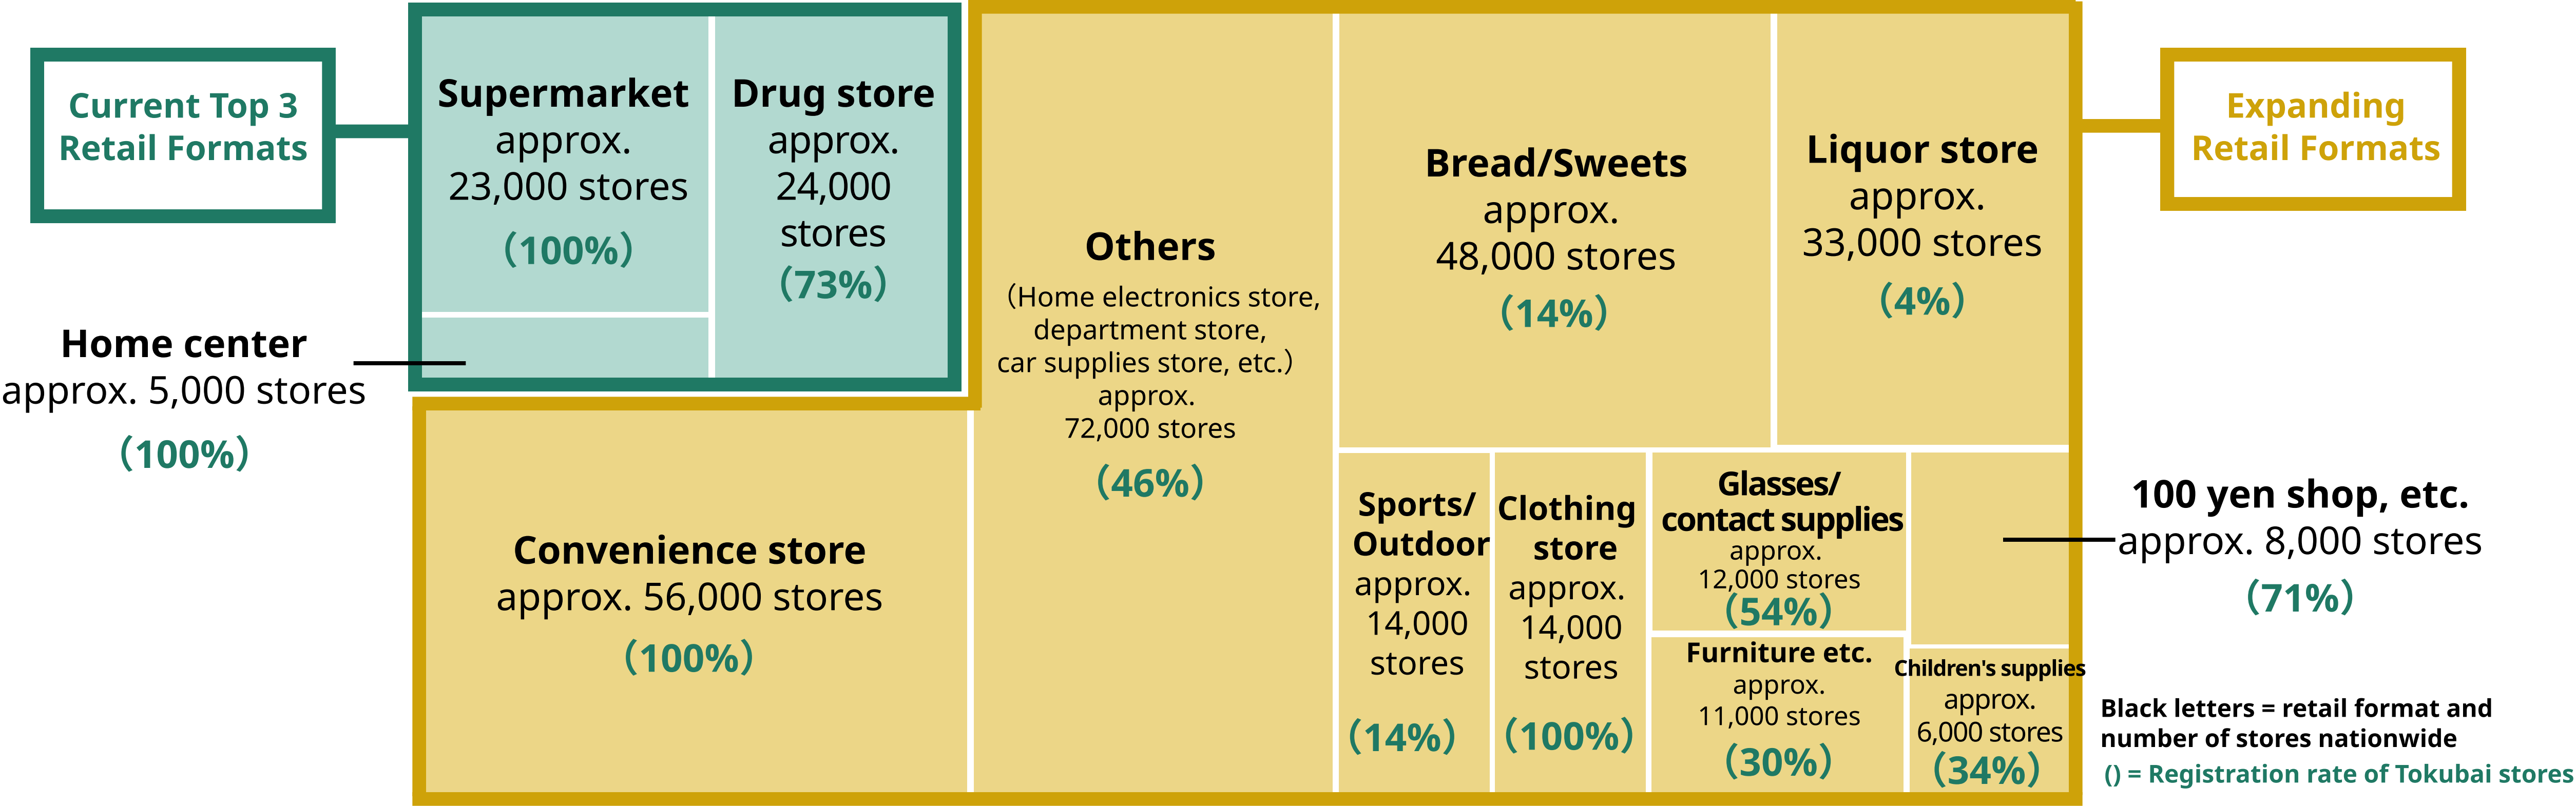 Current Top 3
Retail Formats
Supermarket
approx.
23,000 stores
（100%）
Drug store
approx.
24,000
stores
（73%）
Home center
approx. 5,000 stores
（100%）
Convenience store
approx. 56,000 stores
（100%）
Others
（Home electronics store,
department store,
car supplies store, etc.）
approx.
72,000 stores
（46%）
Bread/Sweets
approx.
48,000 stores
（14%）
Liquor store
approx.
33,000 stores
（4%）
Expanding
Retail Formats
Sports/
Outdoor
approx.
14,000
stores
（14%）
Clothing
store
approx.
14,000
stores
（100%）
Glasses/
contact supplies
approx.
12,000 stores
（54%）
Furniture etc.
approx.
11,000 stores
（30%）
100 yen shop, etc.
approx. 8,000 stores
（71%）
Children's supplies
approx.
6,000 stores
（34%）
Black letters = retail format and
number of stores nationwide
() = Registration rate of Tokubai stores